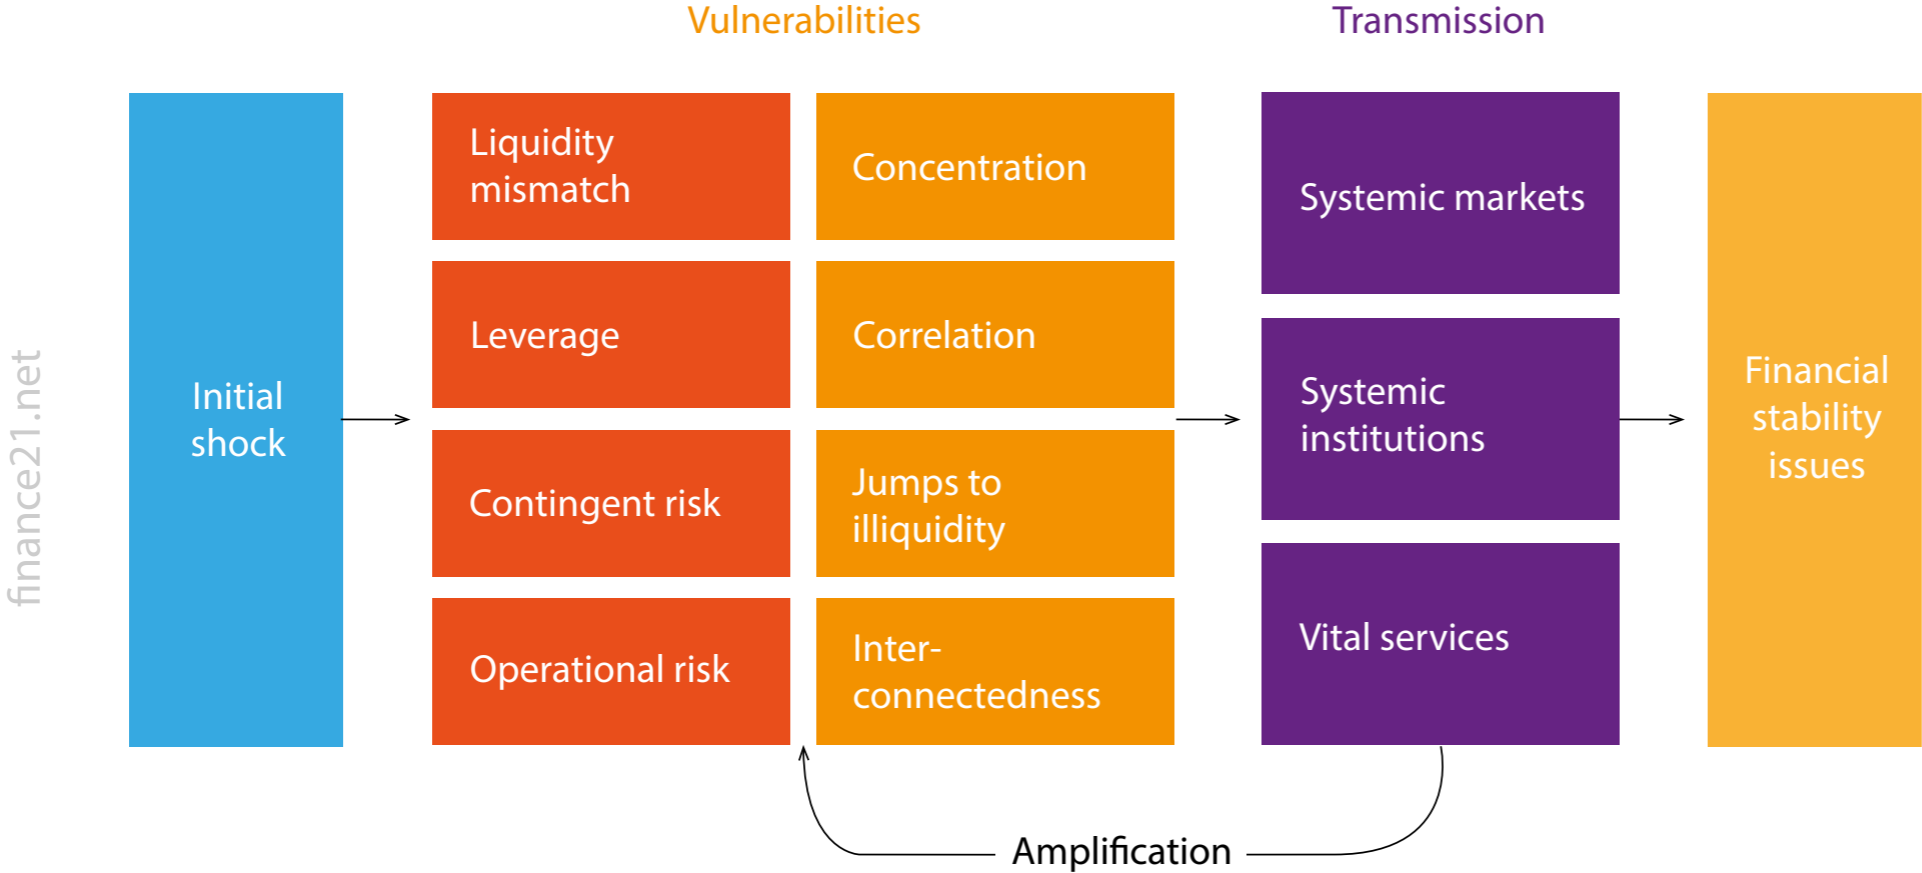 Vulnerabilities
Transmission
Initial
shock
Liquidity
mismatch
Leverage
Contingent risk
Operational risk
Concentration
Correlation
Jumps to
illiquidity
Inter-
connectedness
Systemic markets
Systemic
institutions
Vital services
Financial
stability
issues
Amplification
finance21.net